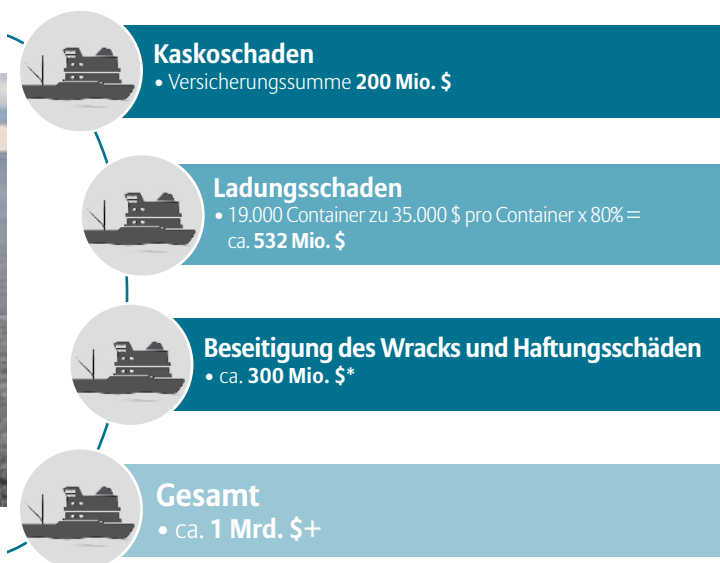 Kaskoschaden
• Versicherungssumme 200 Mio. $
Ladungsschaden
• 19.000 Container zu 35.000 $ pro Container x 80% =
ca. 532 Mio. $
Beseitigung des Wracks und Haftungsschäden
• ca. 300 Mio. $*
Gesamt
• ca. 1 Mrd. $+